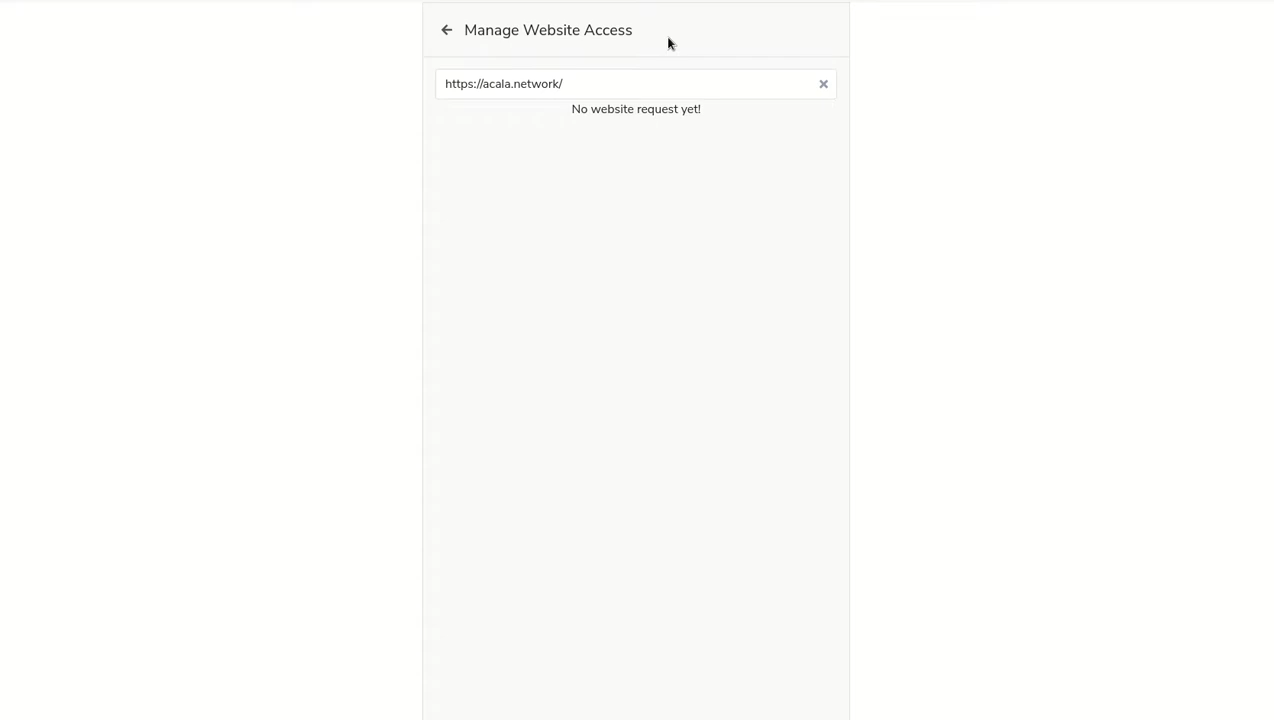 Manage Website Access
https://acala.network/
No website request yet!